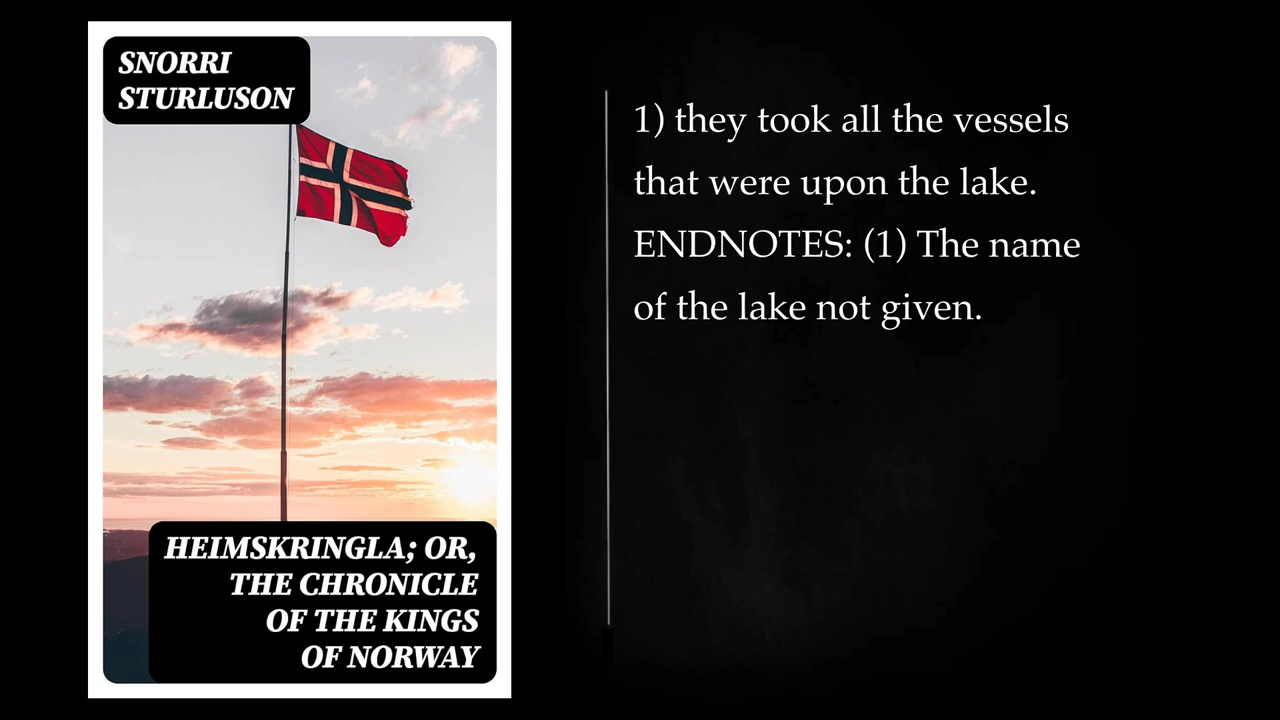 SNORRI
STURLUSON
HEIMSKRINGLA; OR,
THE CHRONICLE
OF THE KINGS
OF NORWAY
1) they took all the vessels
that were upon the lake.
ENDNOTES: (1) The name
of the lake not given.